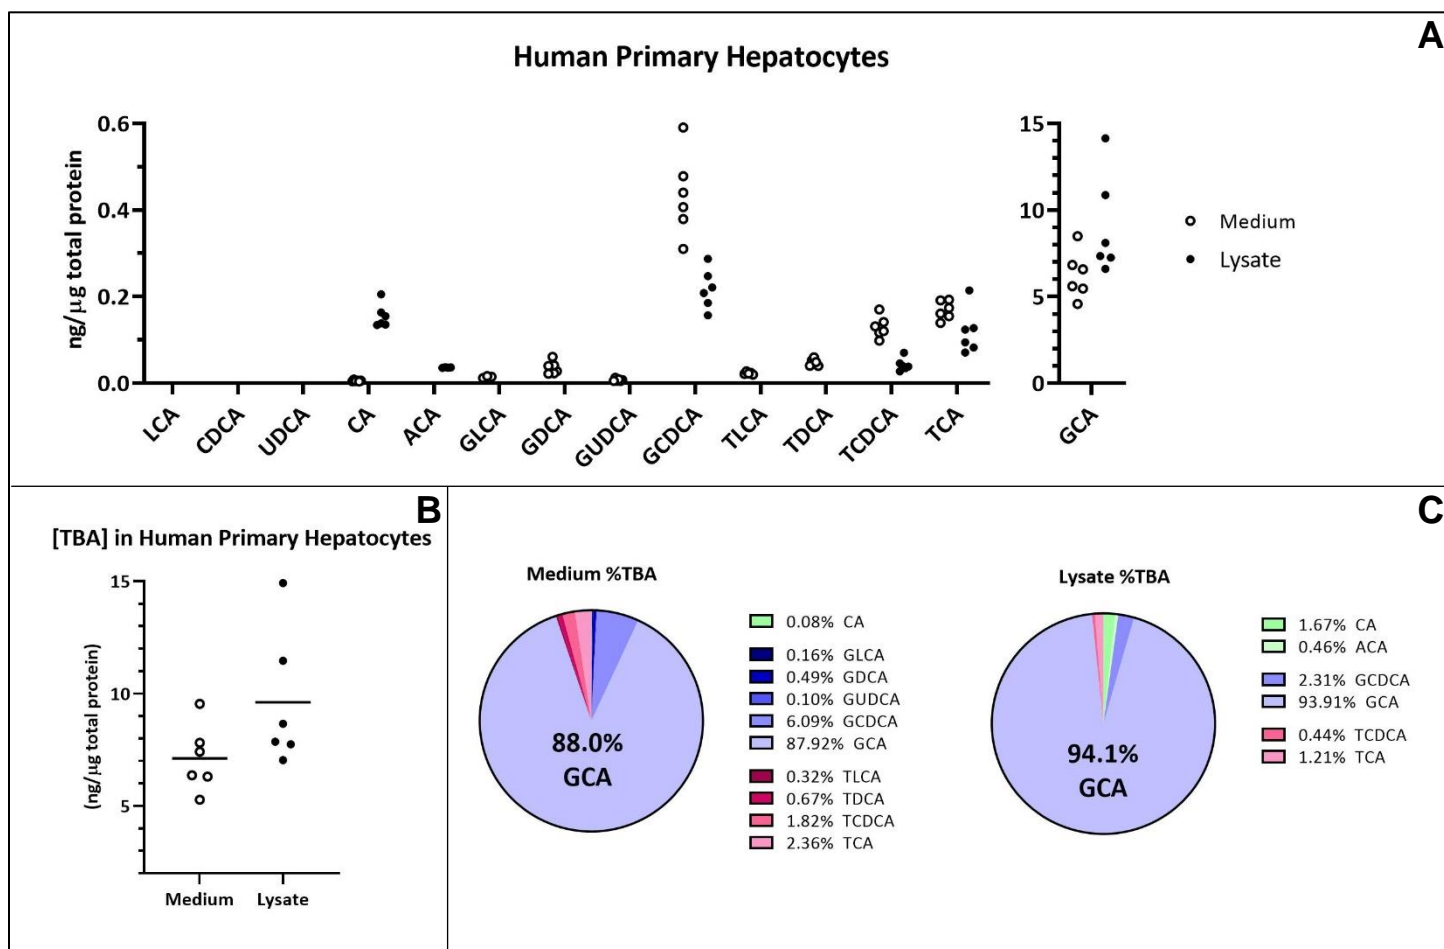 A
Human Primary Hepatocytes
ng/μg total protein
0.6
0.4
0.2
0.0
LCA
CDCA
UDCA
CA
ACA
GLCA
GDCA
GUDCA
GCDCA
TLCA
TDCA
TCDCA
TCA
15
10
5
0
GCA
Medium
Lysate
B
[TBA] in Human Primary Hepatocytes
(ng/μg total protein)
15
10
5
Medium
Lysate
C
Medium %TBA
88.0%
GCA
0.08% CA
0.16% GLCA
0.49% GDCA
0.10% GUDCA
6.09% GCDCA
87.92% GCA
0.32% TLCA
0.67% TDCA
1.82% TCDCA
2.36% TCA
Lysate %TBA
94.1%
GCA
1.67% CA
0.46% ACA
2.31% GCDCA
93.91% GCA
0.44% TCDCA
1.21% TCA